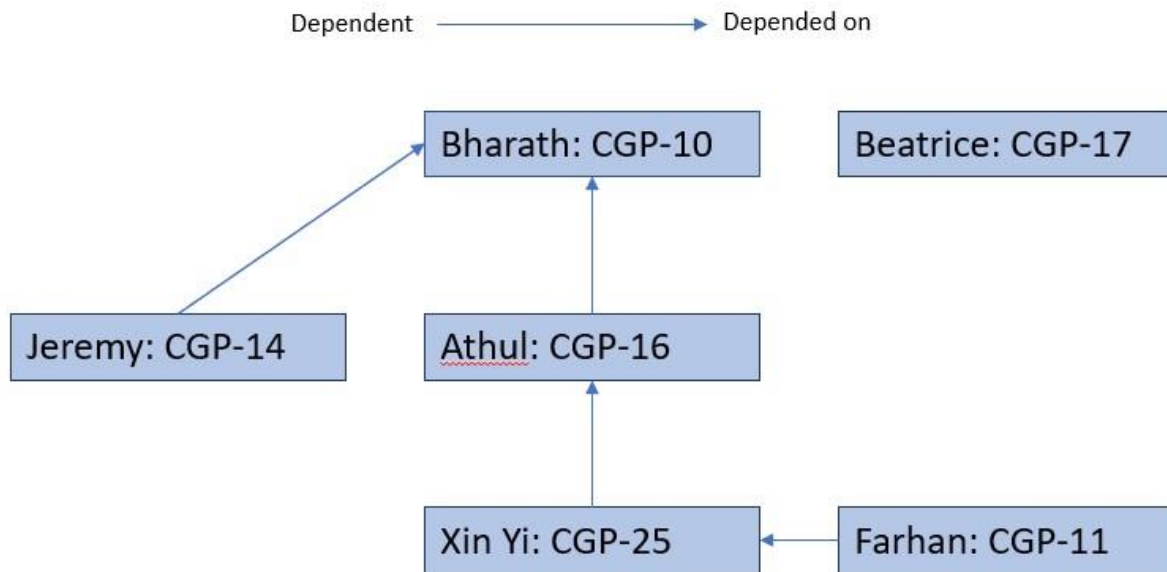 Dependent
Depended on
Bharath: CGP-10
Beatrice: CGP-17
Jeremy: CGP-14
Athul: CGP-16
Xin Yi: CGP-25
Farhan: CGP-11